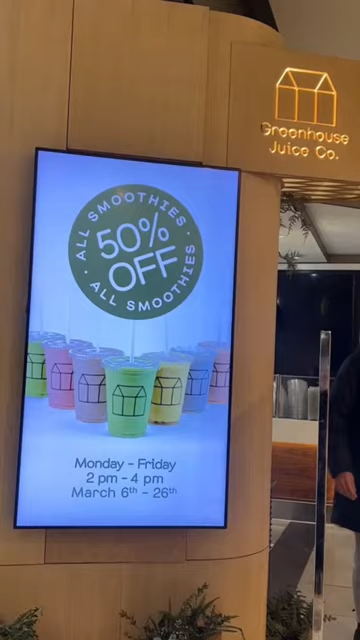 Greenhouse
Juice Co.
ALL SMOOTHIES ·
50%
OFF
· ALL SMOOTHIES ·
Monday - Friday
2 pm - 4 pm
March 6th - 26th